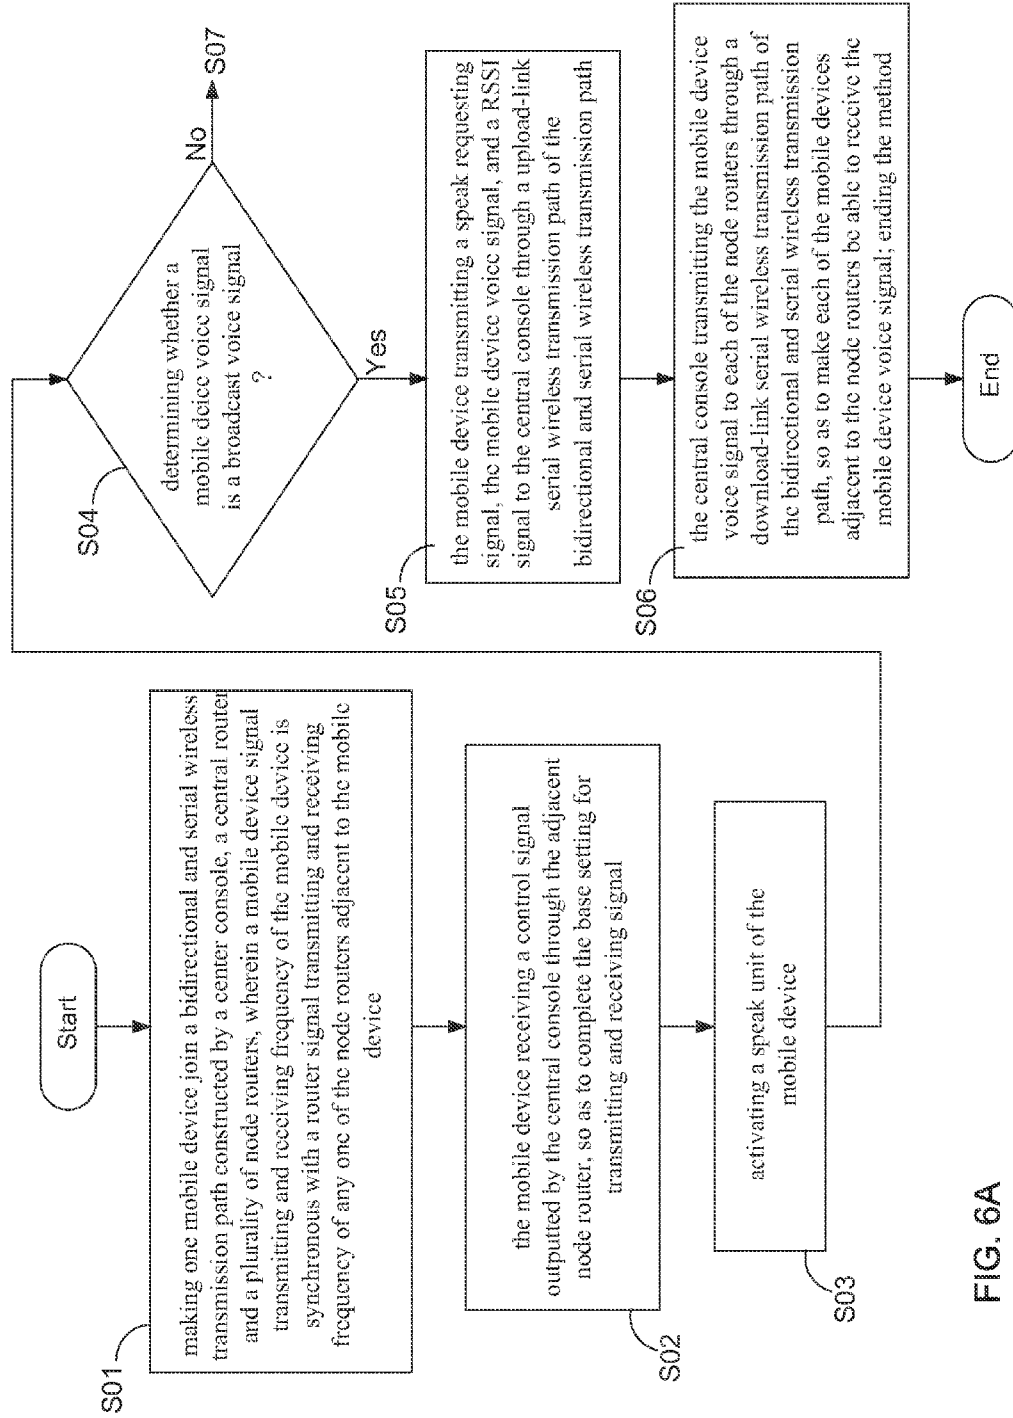 Start
S01
making one mobile device join a bidirectional and serial wireless
transmission path constructed by a center console, a central router
and a plurality of node routers, wherein a mobile device signal
transmitting and receiving frequency of the mobile device is
synchronous with a router signal transmitting and receiving
frequency of any one of the node routers adjacent to the mobile
device
S02
the mobile device receiving a control signal
outputted by the central console through the adjacent
node router, so as to complete the base setting for
transmitting and receiving signal
S03
activating a speak unit of the
mobile device
S04
determining whether a
mobile dcicc voice signal
is a broadcast voice signal
?
No
S07
Yes
S05
the mobile device transmitting a speak requesting
signal, the mobile device voice signal, and a RSSI
signal to the central console through a upload-link
serial wireless transmission path of the
bidirectional and serial wireless transmission path
S06
the central console transmitting the mobile device
voice signal to each of the node routers through a
download-link serial wireless transmission path of
the bidirectional and serial wireless transmission
path, so as to make each of the mobile devices
adjacent to the node routers be able to receive the
mobile device voice signal; ending the method
End
FIG. 6A